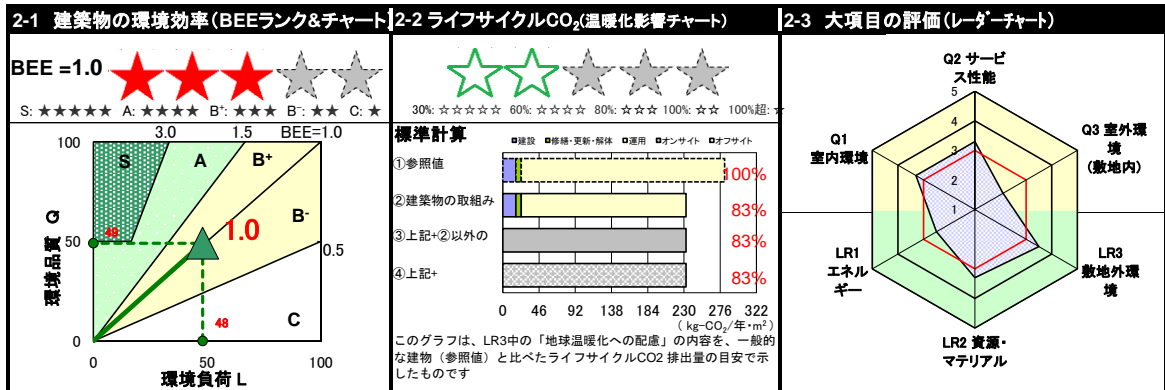 2-1 建築物の環境効率(BEEランク&チャート)
BEE =1.0
S: ★★★★★ A: ★★★★ B⁺: ★★★ B⁻: ★★ C: ★
3.0 1.5 BEE=1.0
100
S A B⁺
B⁻
環境品質 Q
49
1.0
50
0.5
48
C
0
0 50 100
環境負荷 L
2-2 ライフサイクルCO₂(温暖化影響チャート)
30%: ☆☆☆☆☆ 60%: ☆☆☆☆ 80%: ☆☆☆ 100%: ☆☆ 100%超: ☆
標準計算
■建設 ■修繕・更新・解体 □運用 ■オンサイト ■オフサイト
①参照値
100%
②建築物の取組み
83%
③上記+②以外の
83%
④上記+
83%
0 46 92 138 184 230 276 322
( kg-CO₂/年・m² )
このグラフは、LR3中の「地球温暖化への配慮」の内容を、一般的
な建物(参照値)と比べたライフサイクルCO2 排出量の目安で示
したものです
2-3 大項目の評価(レーダーチャート)
Q2 サービ
ス性能
5
4
3
2
1
Q1
室内環境
Q3 室外環
境
(敷地内)
LR1
エネル
ギー
LR3
敷地外環
境
LR2 資源・
マテリアル